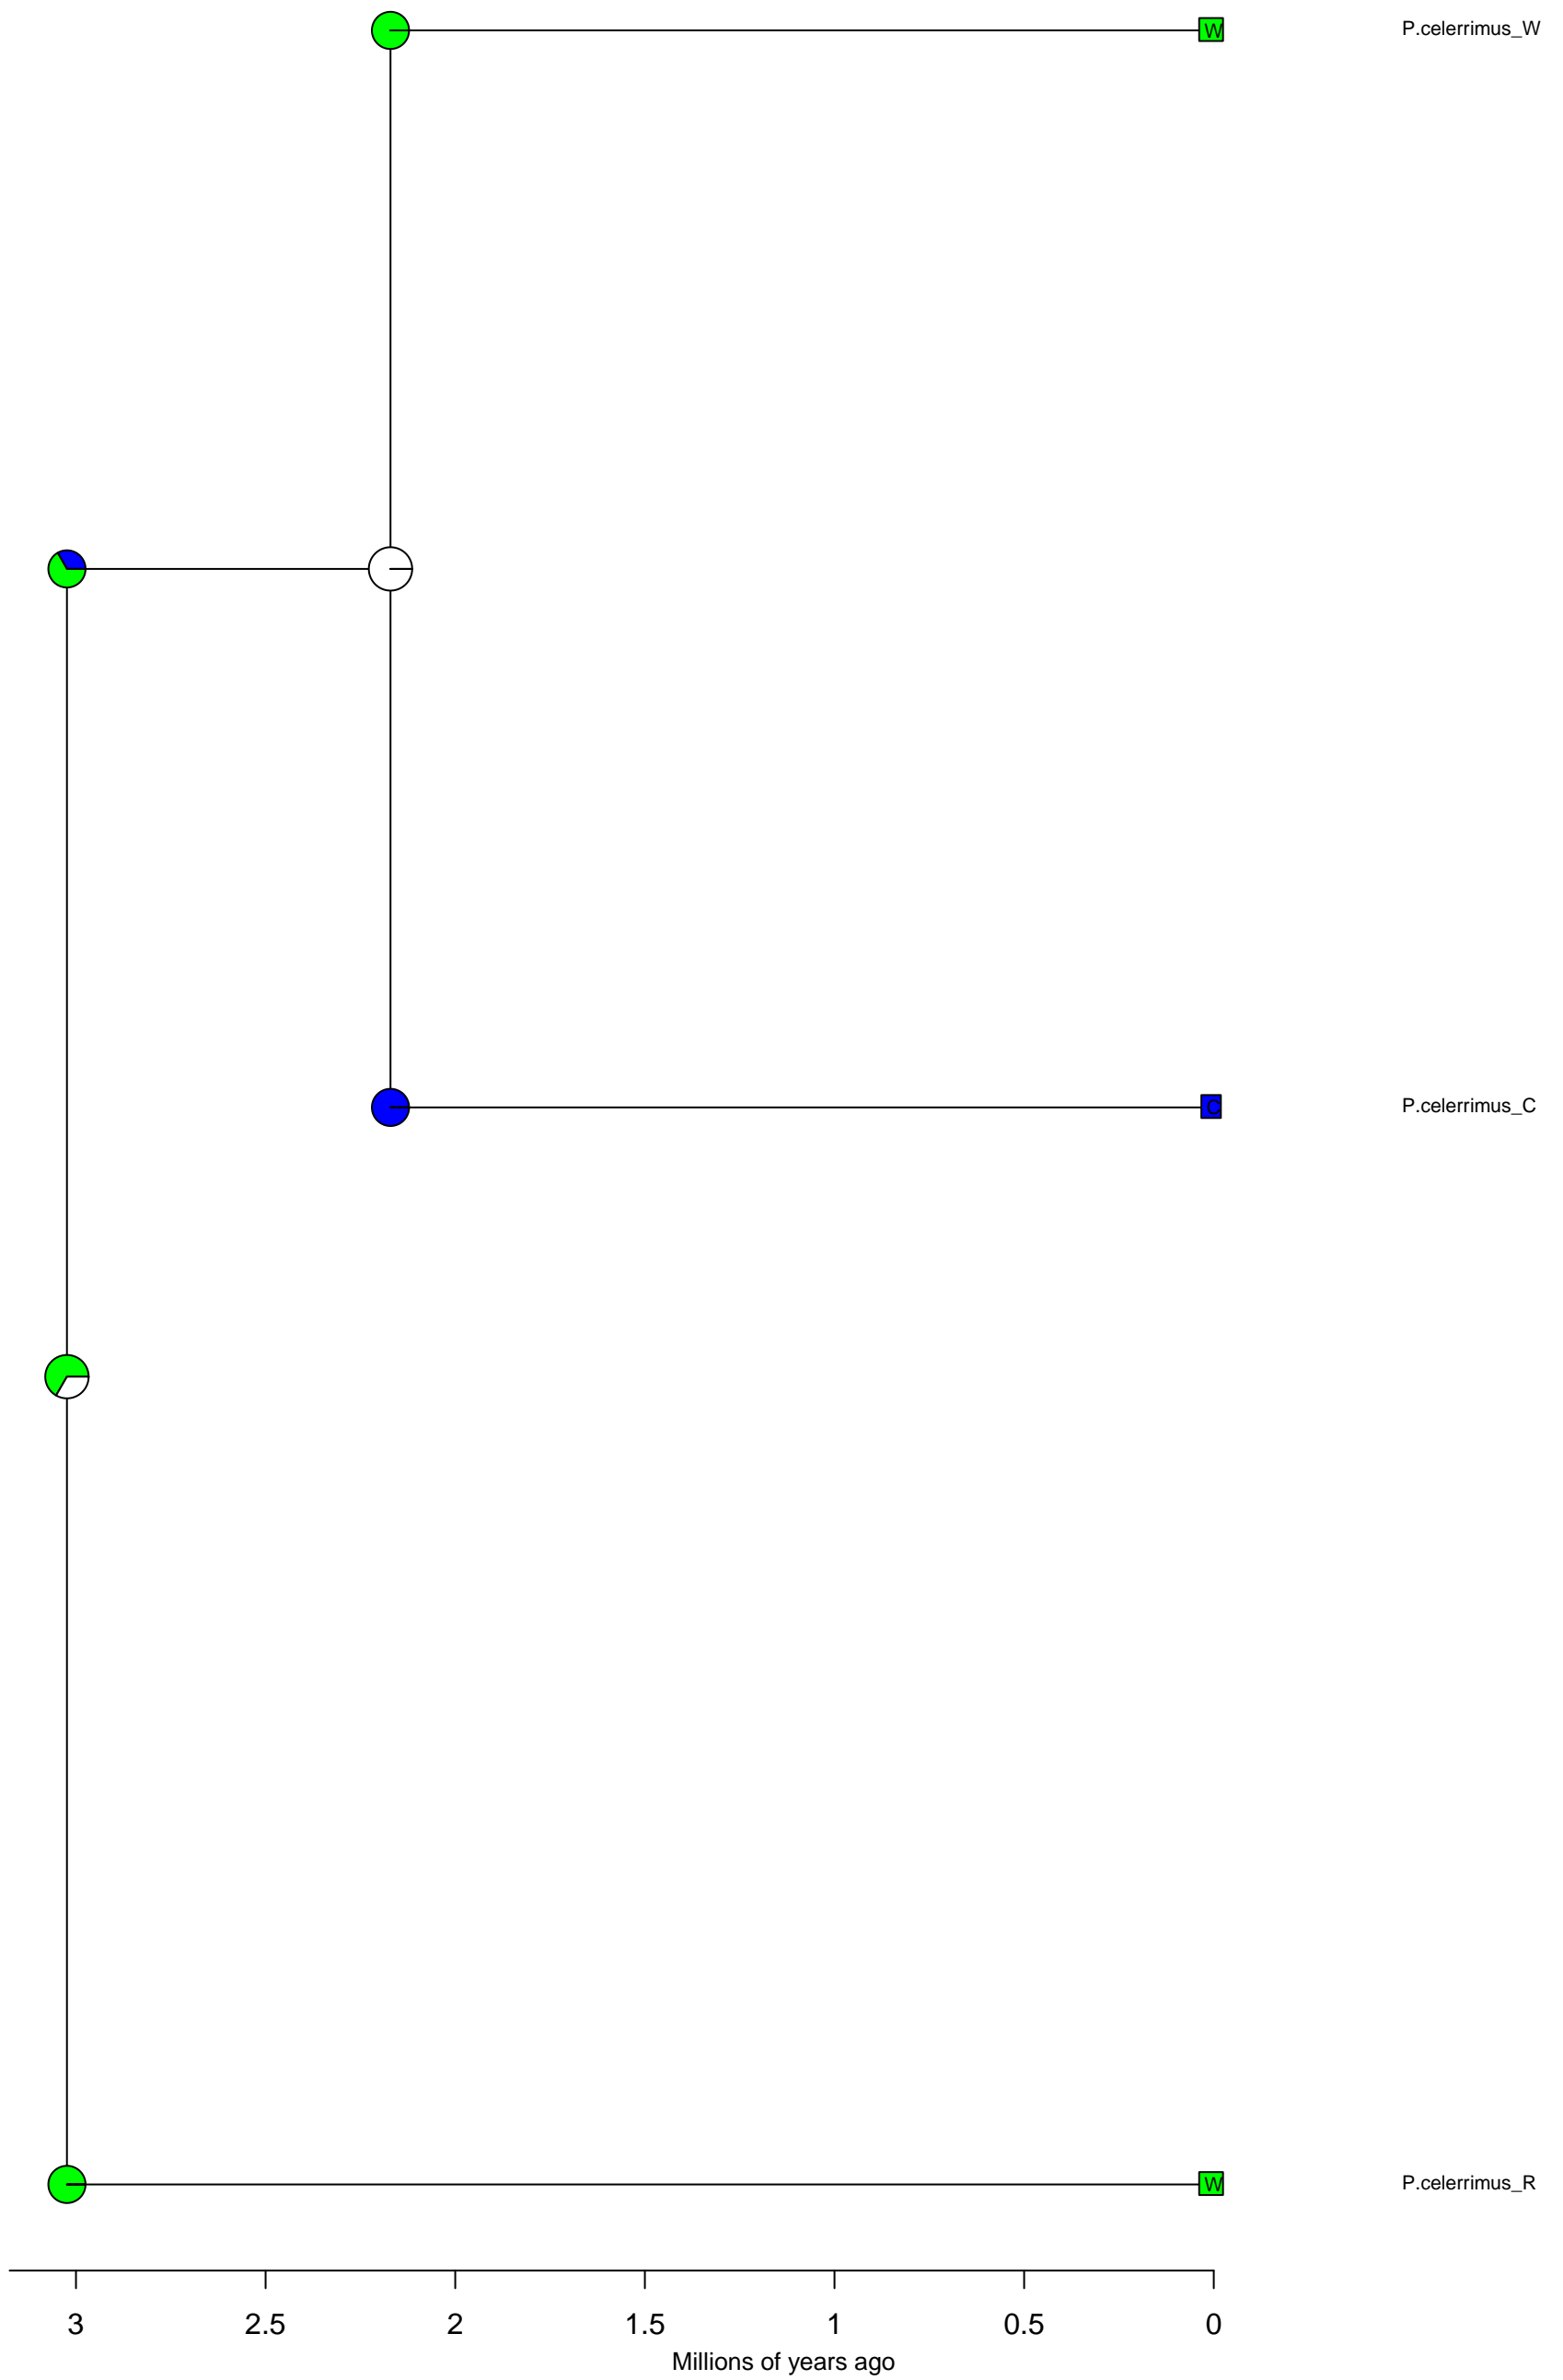 W P.celerrimus_W
C P.celerrimus_C
W P.celerrimus_R
3 2.5 2 1.5 1 0.5 0
Millions of years ago